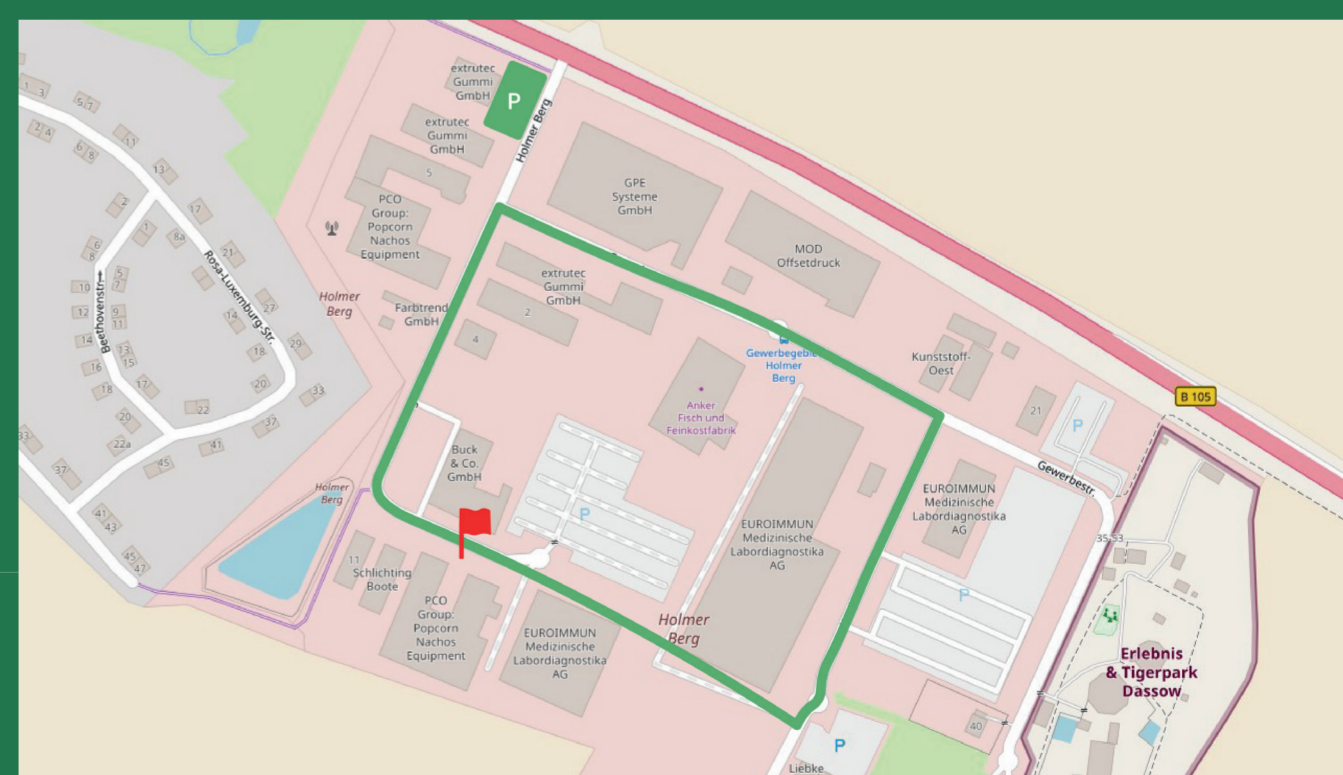 extrutec
Gummi
GmbH
P
Holmer Berg
extrutec
Gummi
GmbH
5
PCO
Group:
Popcorn
Nachos
Equipment
GPE
Systeme
GmbH
MOD
Offsetdruck
1
3
5;7
2
4
6
8
11
13
17
2
1
8a
21
6
8
10
5
7
12
9
11
14
13
15
16
17
18
20
22a
22
45
41
37
33
20
18
14
27
29
Rosa-Luxemburg-Str.
Beethovenstr.
Holmer
Berg
Farbtrend
GmbH
extrutec
Gummi
GmbH
2
4
Gewerbegebi
Holmer
Berg
Kunststoff-
Oest
B 105
21
P
Anker
Fisch und
Feinkostfabrik
Gewerbestr.
Buck
& Co.
GmbH
P
EUROIMMUN
Medizinische
Labordiagnostika
AG
EUROIMMUN
Medizinische
Labordiagnostika
AG
35-53
P
33
37
41
43
45
47
Holmer
Berg
11
Schlichting
Boote
PCO
Group:
Popcorn
Nachos
Equipment
EUROIMMUN
Medizinische
Labordiagnostika
AG
Holmer
Berg
Erlebnis
& Tigerpark
Dassow
40
P
Liebke